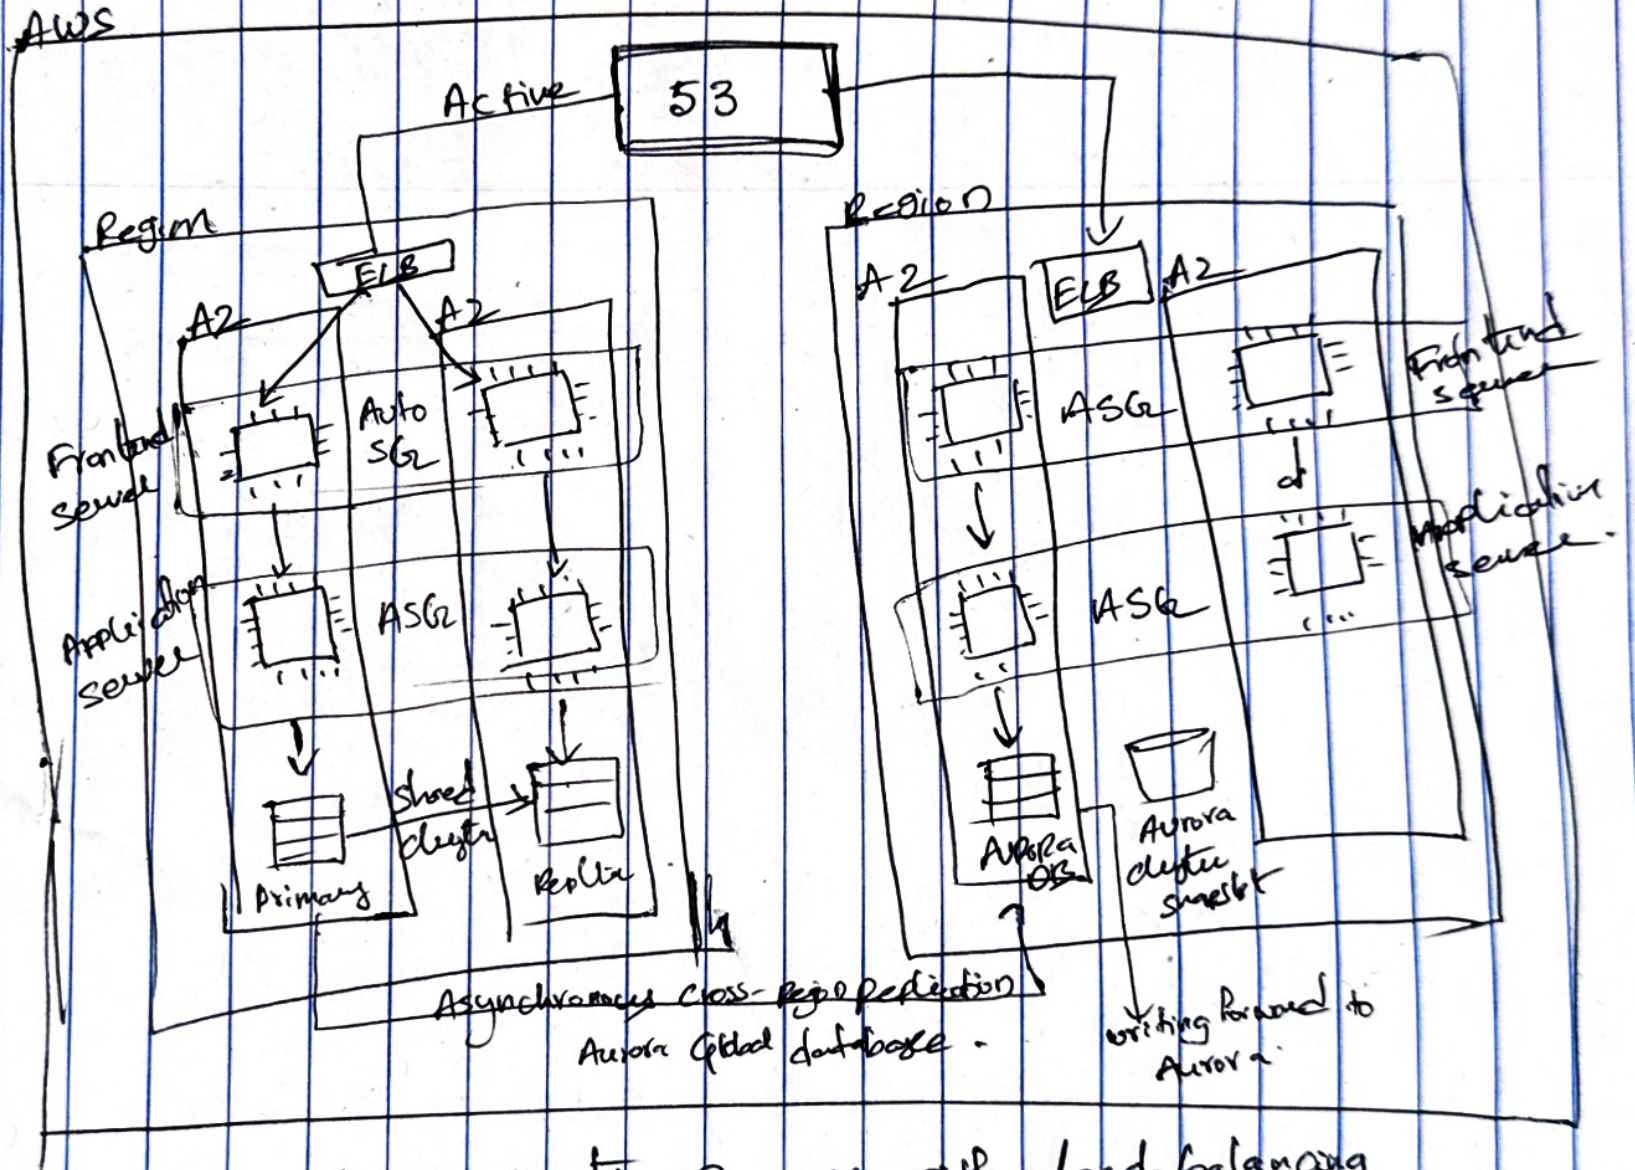 AWS
53
Active
Region
Region
ELB
ELB
AZ
AZ
AZ
AZ
Frontend
server
Auto
SG
ASG
Frontend
server
Application
server
ASG
ASG
Application
server
Shared
cluster
Primary
Replica
Aurora
DB
Aurora
cluster
snapshot
Asynchronous cross-Region Replication
Aurora Global database.
writing forward to
Aurora
load balancing